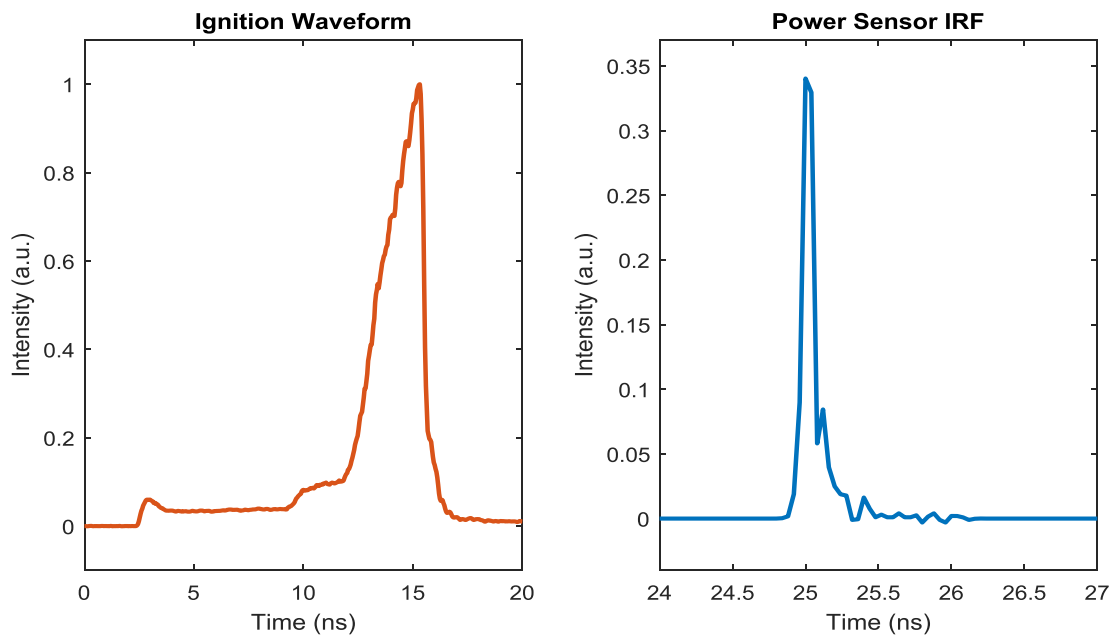 Ignition Waveform
1
0.8
0.6
0.4
0.2
0
Intensity (a.u.)
0 5 10 15 20
Time (ns)
Power Sensor IRF
0.35
0.3
0.25
0.2
0.15
0.1
0.05
0
Intensity (a.u.)
24 24.5 25 25.5 26 26.5 27
Time (ns)